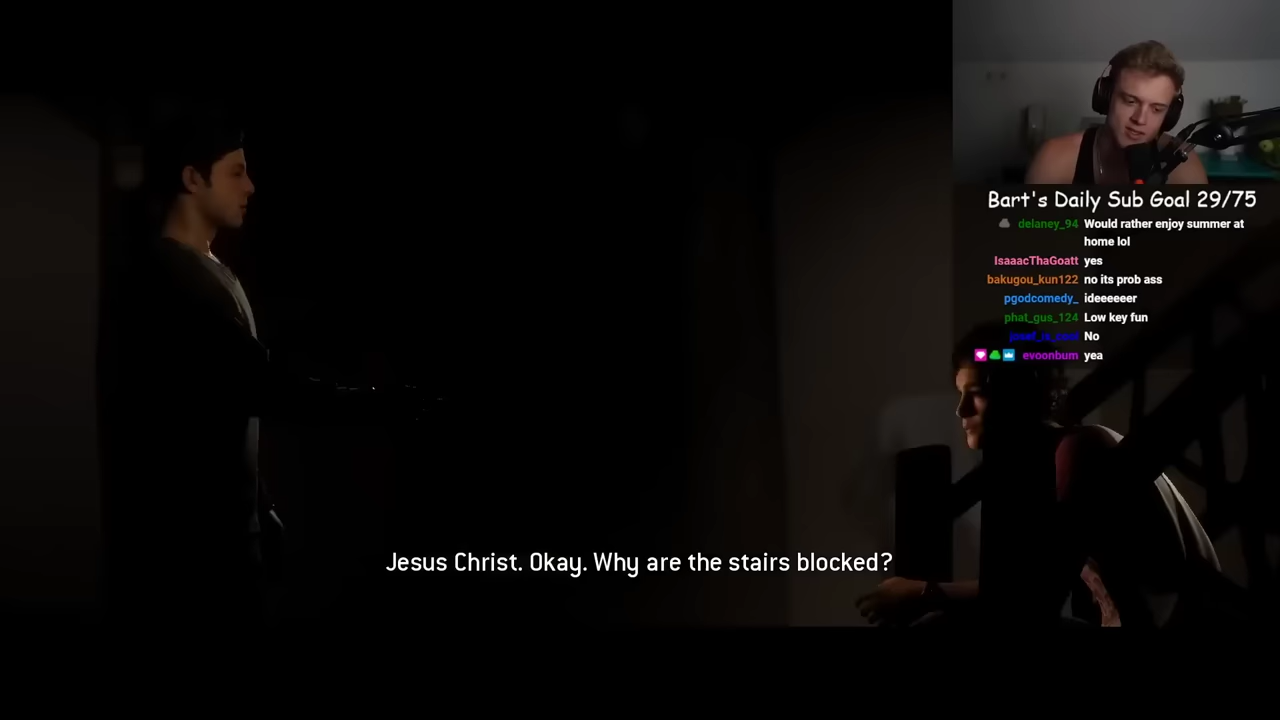 Bart's Daily Sub Goal 29/75
delaney_94 Would rather enjoy summer at
home lol
IsaaacThaGoatt yes
bakugou_kun122 no its prob ass
pgodcomedy_ ideeeeeer
phat_gus_124 Low key fun
No
evoonbum yea
Jesus Christ. Okay. Why are the stairs blocked?